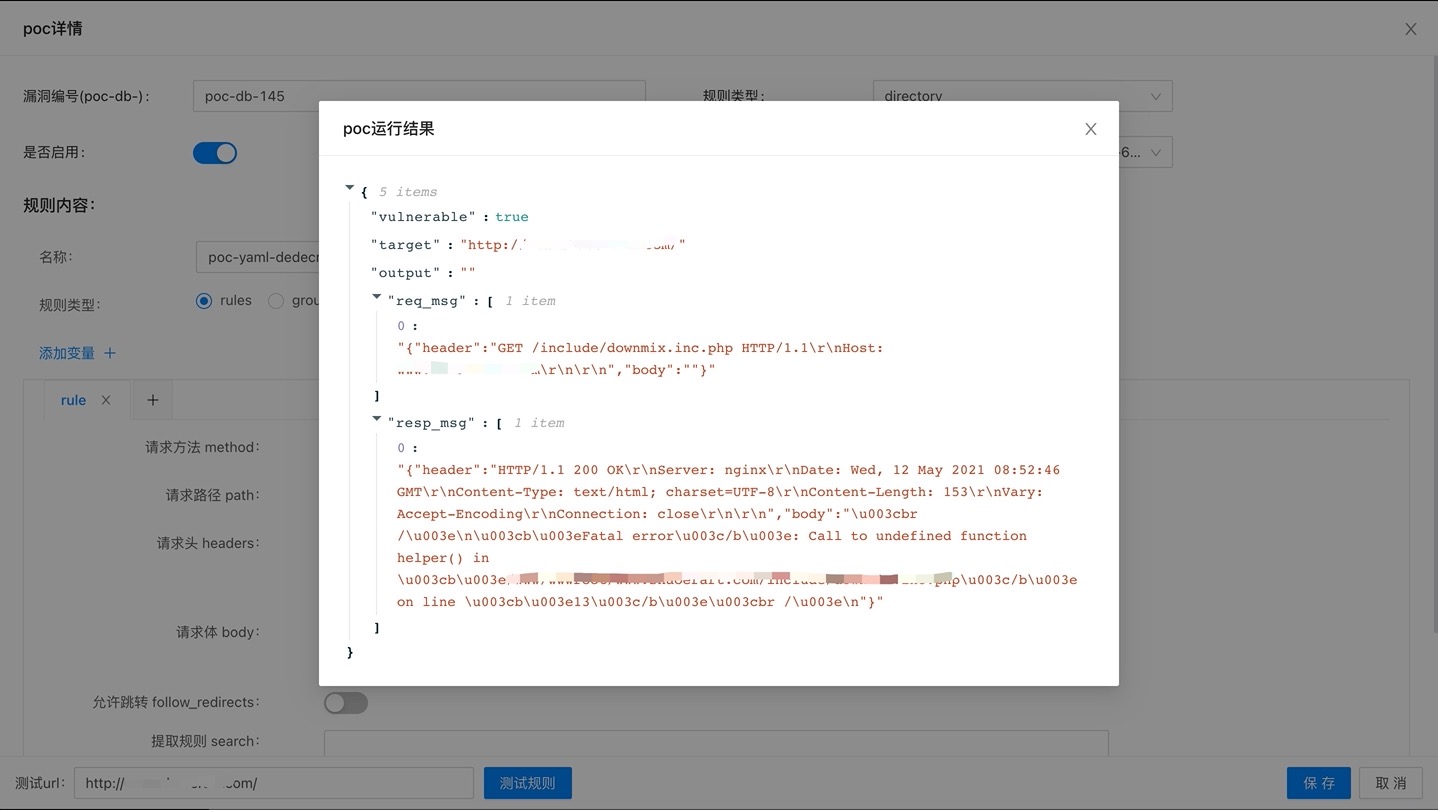 poc详情
漏洞编号(poc-db-)：
poc-db-145
规则类型：
directory
poc运行结果
是否启用：
6...
{ 5 items
"vulnerable" : true
规则内容：
"target" : "http:/ /"
名称：
poc-yaml-dedec
"output" : ""
规则类型：
rules
"req_msg" : [ 1 item
0 :
添加变量 +
"{"header":"GET /include/downmix.inc.php HTTP/1.1\r\nHost:
\r\n\r\n","body":""}"
rule
+
]
"resp_msg" : [ 1 item
请求方法 method：
0 :
"{"header":"HTTP/1.1 200 OK\r\nServer: nginx\r\nDate: Wed, 12 May 2021 08:52:46
请求路径 path：
GMT\r\nContent-Type: text/html; charset=UTF-8\r\nContent-Length: 153\r\nVary:
Accept-Encoding\r\nConnection: close\r\n\r\n","body":"\u003cbr
请求头 headers：
/\u003e\n\u003cb\u003eFatal error\u003c/b\u003e: Call to undefined function
helper() in
\u003cb\u003e \u003c/b\u003e
on line \u003cb\u003e13\u003c/b\u003e\u003cbr /\u003e\n"}"
请求体 body：
]
}
允许跳转 follow_redirects：
提取规则 search：
测试url：
http:// .com/
测试规则
保 存
取 消